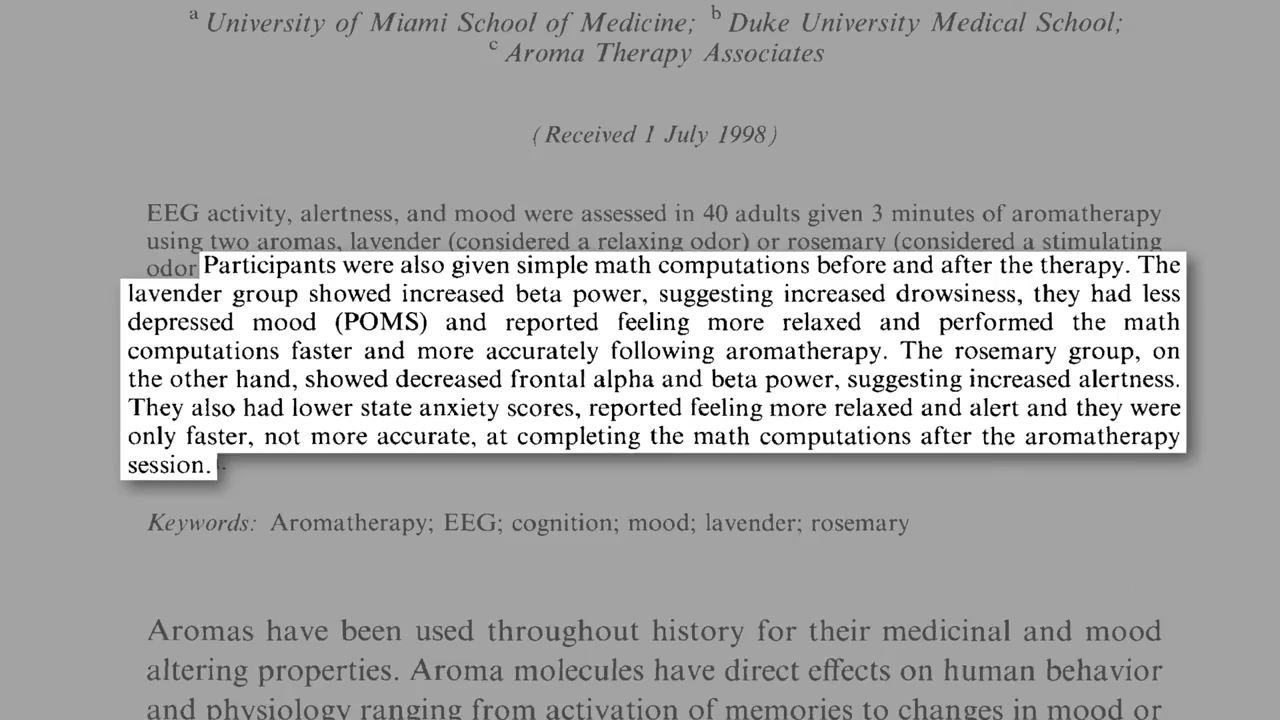 a University of Miami School of Medicine; b Duke University Medical School;
c Aroma Therapy Associates
(Received 1 July 1998)
EEG activity, alertness, and mood were assessed in 40 adults given 3 minutes of aromatherapy
using two aromas, lavender (considered a relaxing odor) or rosemary (considered a stimulating
odor Participants were also given simple math computations before and after the therapy. The
lavender group showed increased beta power, suggesting increased drowsiness, they had less
depressed mood (POMS) and reported feeling more relaxed and performed the math
computations faster and more accurately following aromatherapy. The rosemary group, on
the other hand, showed decreased frontal alpha and beta power, suggesting increased alertness.
They also had lower state anxiety scores, reported feeling more relaxed and alert and they were
only faster, not more accurate, at completing the math computations after the aromatherapy
session.
Keywords: Aromatherapy; EEG; cognition; mood; lavender; rosemary
Aromas have been used throughout history for their medicinal and mood
altering properties. Aroma molecules have direct effects on human behavior
and physiology ranging from activation of memories to changes in mood or